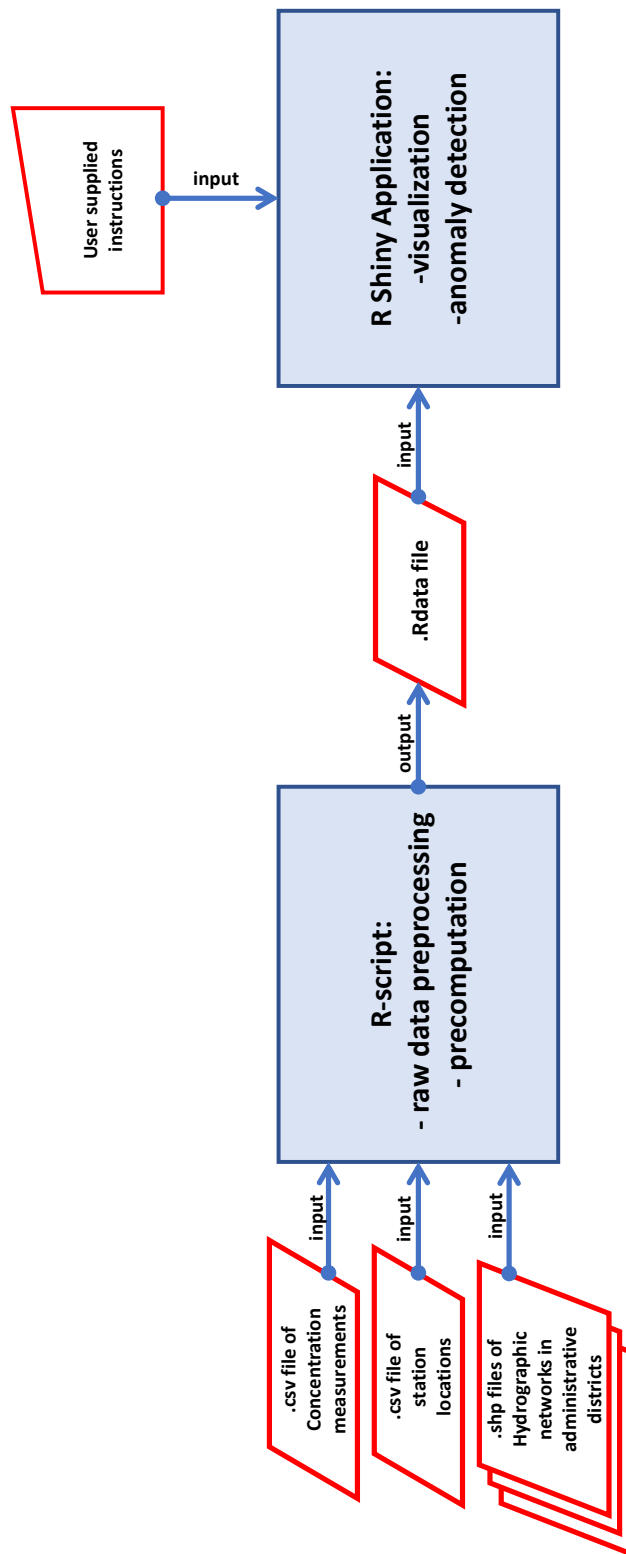 .csv file of
Concentration
measurements
input
.csv file of
station
locations
input
.shp files of
Hydrographic
networks in
administrative
districts
input
R-script:
- raw data preprocessing
- precomputation
output
.Rdata file
input
User supplied
instructions
input
R Shiny Application:
-visualization
-anomaly detection